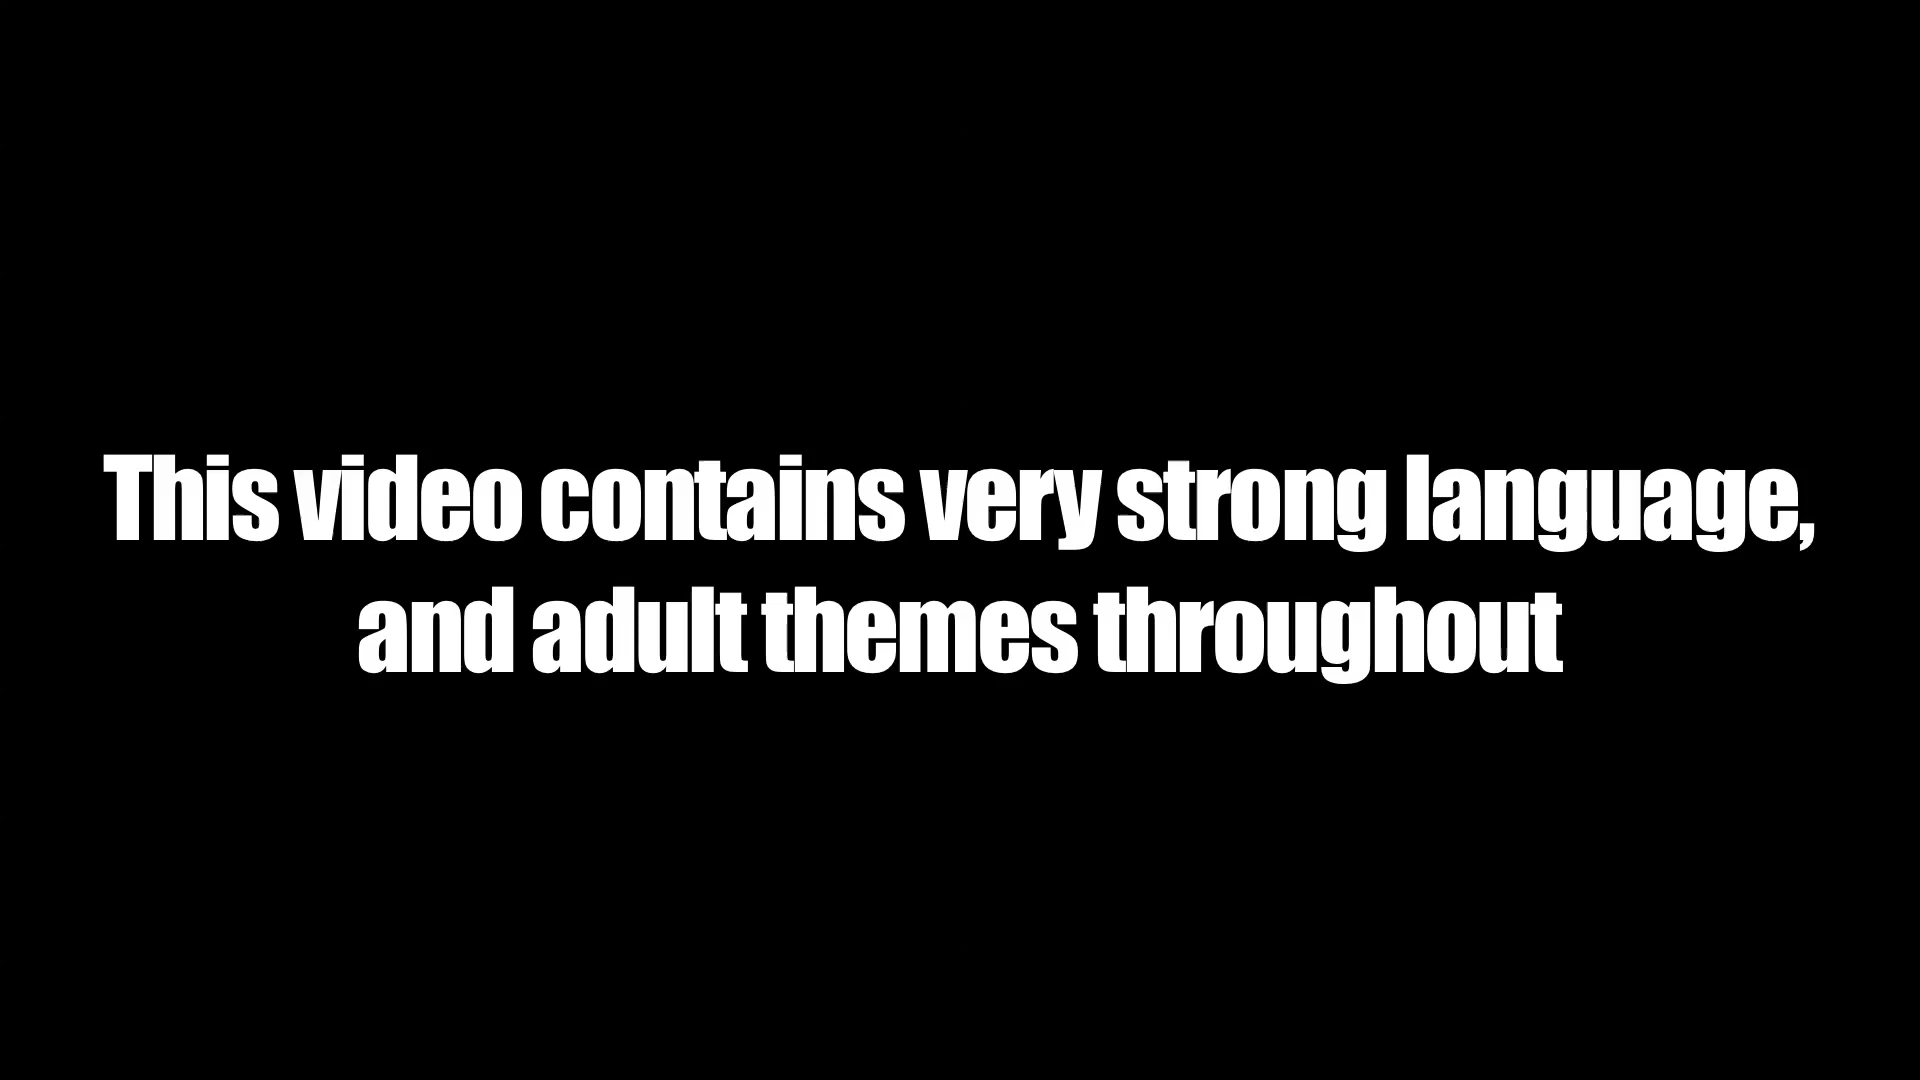 This video contains very strong language,
and adult themes throughout